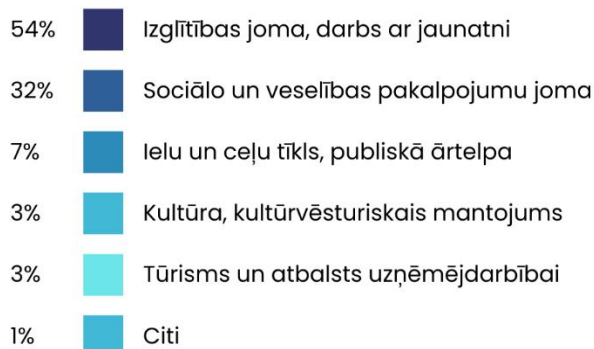 54% Izglītības joma, darbs ar jaunatni
32% Sociālo un veselības pakalpojumu joma
7% Ielu un ceļu tīkls, publiskā ārtelpa
3% Kultūra, kultūrvēsturiskais mantojums
3% Tūrisms un atbalsts uzņēmējdarbībai
1% Citi